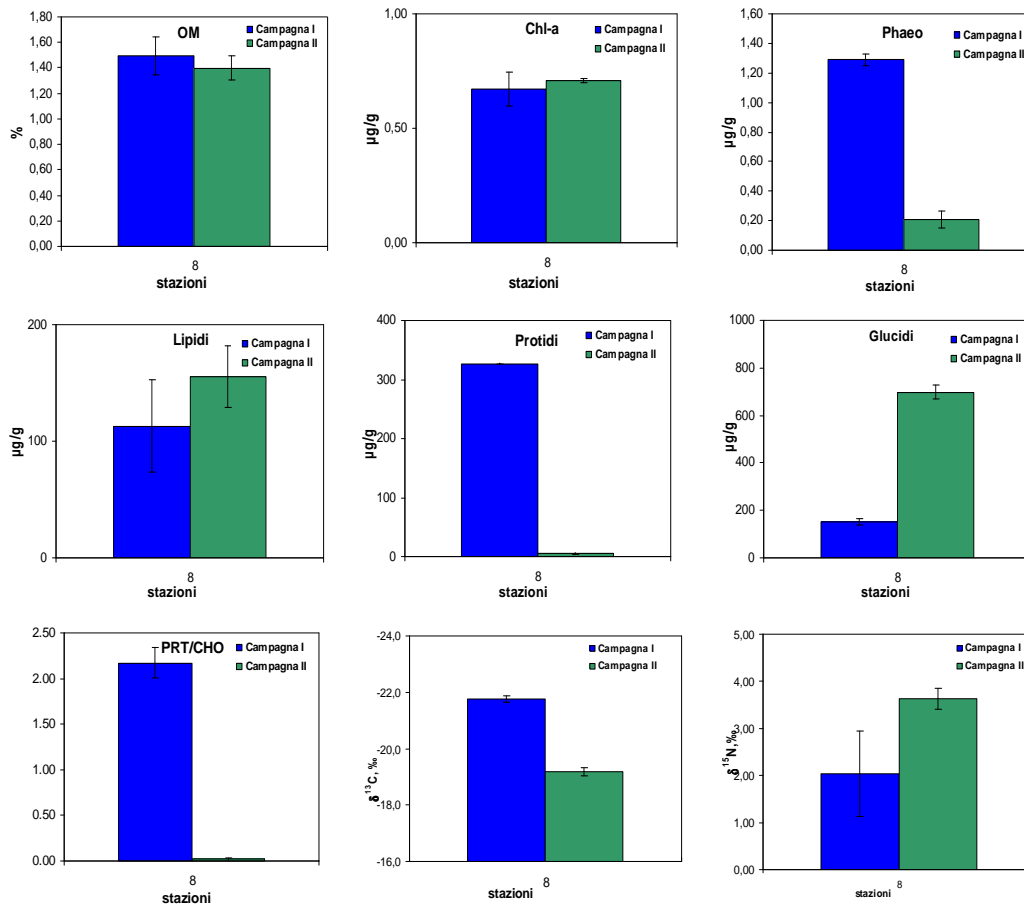 OM
Campagna I
Campagna II
1,80
1,60
1,40
1,20
1,00
0,80
0,60
0,40
0,20
0,00
%
8
stazioni
Chl-a
Campagna I
Campagna II
1,00
0,50
0,00
µg/g
8
stazioni
Phaeo
Campagna I
Campagna II
1,60
1,40
1,20
1,00
0,80
0,60
0,40
0,20
0,00
µg/g
8
stazioni
Lipidi
Campagna I
Campagna II
200
100
0
µg/g
8
stazioni
Protidi
Campagna I
Campagna II
400
300
200
100
0
µg/g
8
stazioni
Glucidi
Campagna I
Campagna II
1000
800
600
400
200
0
µg/g
8
stazioni
PRT/CHO
Campagna I
Campagna II
2.50
2.00
1.50
1.00
0.50
0.00
8
stazioni
Campagna I
Campagna II
-24,0
-22,0
-20,0
-18,0
-16,0
δ ¹³C, ‰
8
stazioni
Campagna I
Campagna II
5,00
4,00
3,00
2,00
1,00
0,00
δ ¹⁵N, ‰
8
stazioni